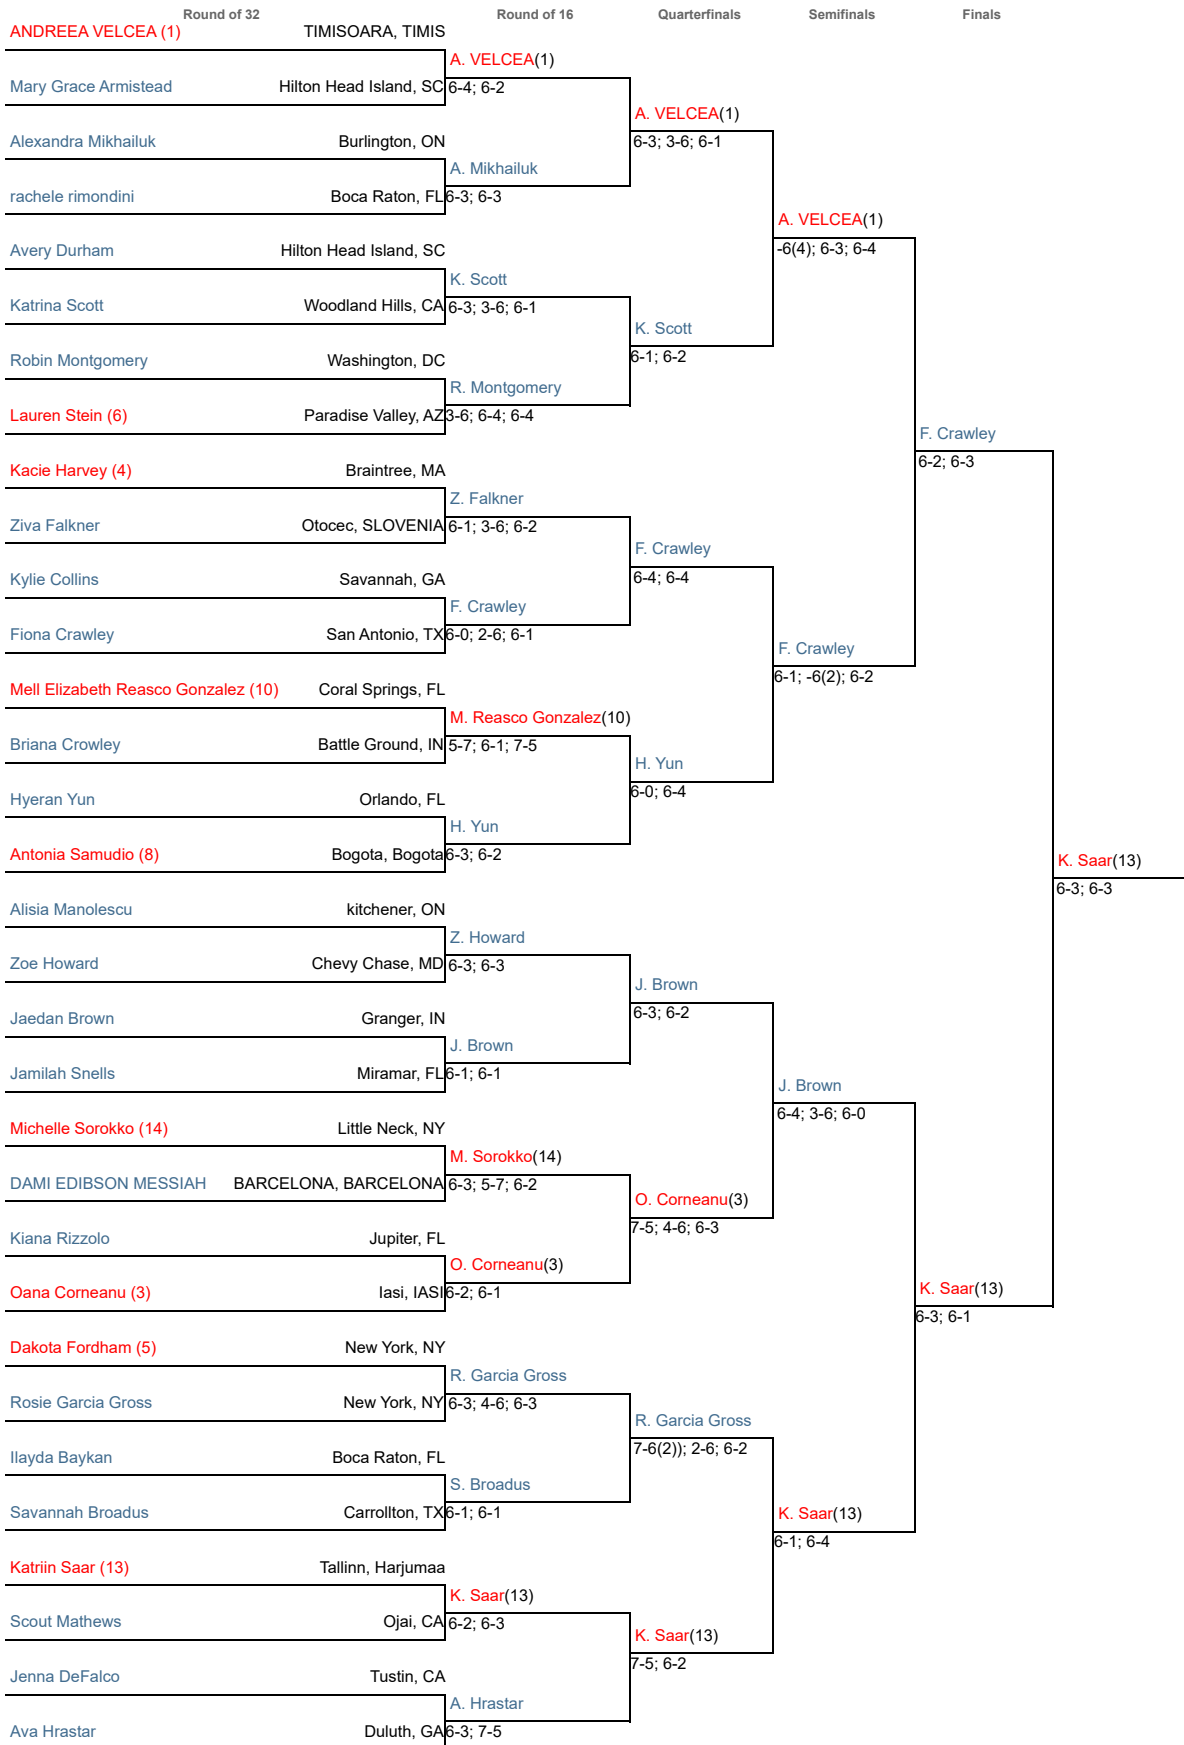 Round of 32 Round of 16 Quarterfinals Semifinals Finals
ANDREEA VELCEA (1) TIMISOARA, TIMIS
A. VELCEA(1)
Mary Grace Armistead Hilton Head Island, SC 6-4; 6-2
A. VELCEA(1)
Alexandra Mikhailuk Burlington, ON 6-3; 3-6; 6-1
A. Mikhailuk
rachele rimondini Boca Raton, FL 6-3; 6-3
A. VELCEA(1)
Avery Durham Hilton Head Island, SC -6(4); 6-3; 6-4
K. Scott
Katrina Scott Woodland Hills, CA 6-3; 3-6; 6-1
K. Scott
Robin Montgomery Washington, DC 6-1; 6-2
R. Montgomery
Lauren Stein (6) Paradise Valley, AZ 3-6; 6-4; 6-4
F. Crawley
Kacie Harvey (4) Braintree, MA 6-2; 6-3
Z. Falkner
Ziva Falkner Otocec, SLOVENIA 6-1; 3-6; 6-2
F. Crawley
Kylie Collins Savannah, GA 6-4; 6-4
F. Crawley
Fiona Crawley San Antonio, TX 6-0; 2-6; 6-1
F. Crawley
6-1; -6(2); 6-2
Mell Elizabeth Reasco Gonzalez (10) Coral Springs, FL
M. Reasco Gonzalez(10)
Briana Crowley Battle Ground, IN 5-7; 6-1; 7-5
H. Yun
Hyeran Yun Orlando, FL 6-0; 6-4
H. Yun
Antonia Samudio (8) Bogota, Bogota 6-3; 6-2
K. Saar(13)
6-3; 6-3
Alisia Manolescu kitchener, ON
Z. Howard
Zoe Howard Chevy Chase, MD 6-3; 6-3
J. Brown
Jaedan Brown Granger, IN 6-3; 6-2
J. Brown
Jamilah Snells Miramar, FL 6-1; 6-1
J. Brown
Michelle Sorokko (14) Little Neck, NY 6-4; 3-6; 6-0
M. Sorokko(14)
DAMI EDIBSON MESSIAH BARCELONA, BARCELONA 6-3; 5-7; 6-2
O. Corneanu(3)
Kiana Rizzolo Jupiter, FL 7-5; 4-6; 6-3
O. Corneanu(3)
Oana Corneanu (3) Iasi, IASI 6-2; 6-1
K. Saar(13)
6-3; 6-1
Dakota Fordham (5) New York, NY
R. Garcia Gross
Rosie Garcia Gross New York, NY 6-3; 4-6; 6-3
R. Garcia Gross
Ilayda Baykan Boca Raton, FL 7-6(2)); 2-6; 6-2
S. Broadus
Savannah Broadus Carrollton, TX 6-1; 6-1
K. Saar(13)
6-1; 6-4
Katriin Saar (13) Tallinn, Harjumaa
K. Saar(13)
Scout Mathews Ojai, CA 6-2; 6-3
K. Saar(13)
7-5; 6-2
Jenna DeFalco Tustin, CA
A. Hrastar
Ava Hrastar Duluth, GA 6-3; 7-5